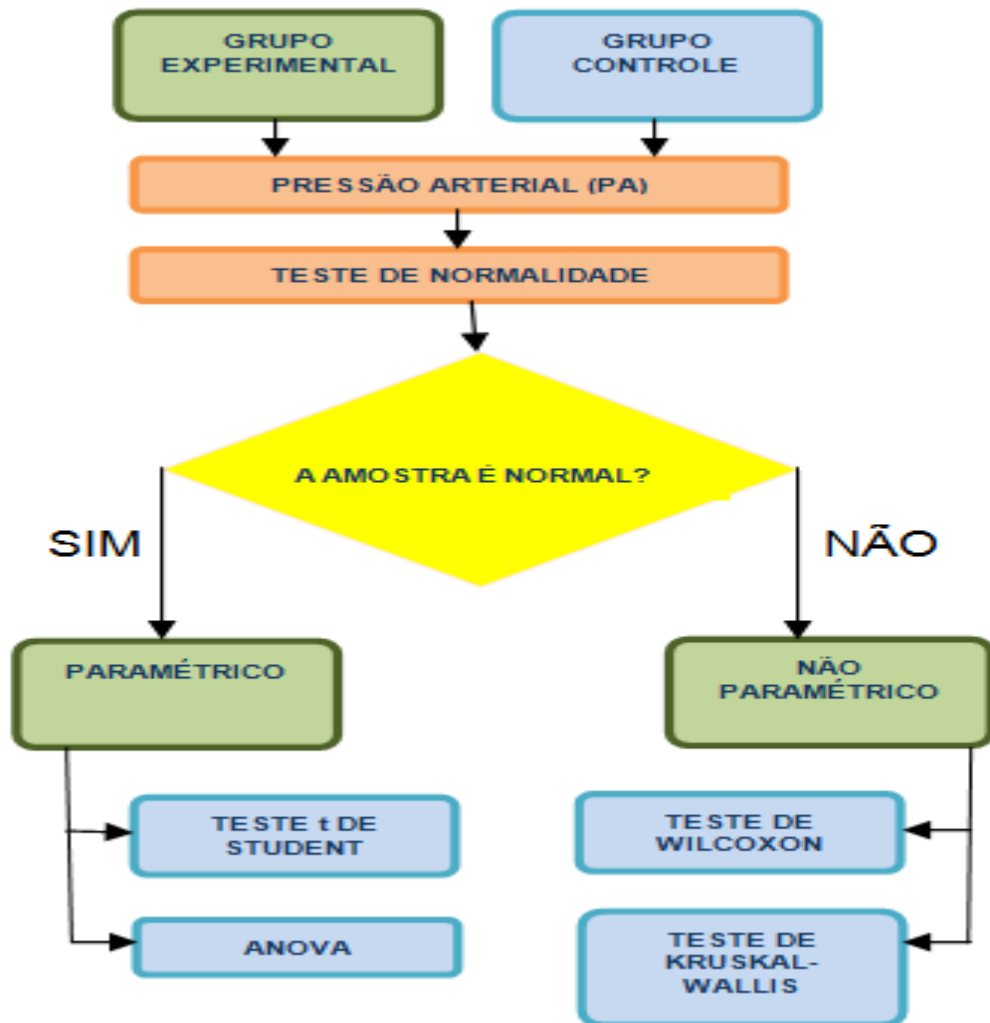 GRUPO
EXPERIMENTAL
GRUPO
CONTROLE
PRESSÃO ARTERIAL (PA)
TESTE DE NORMALIDADE
A AMOSTRA É NORMAL?
SIM
NÃO
PARAMÉTRICO
NÃO
PARAMÉTRICO
TESTE t DE
STUDENT
TESTE DE
WILCOXON
ANOVA
TESTE DE
KRUSKAL-
WALLIS